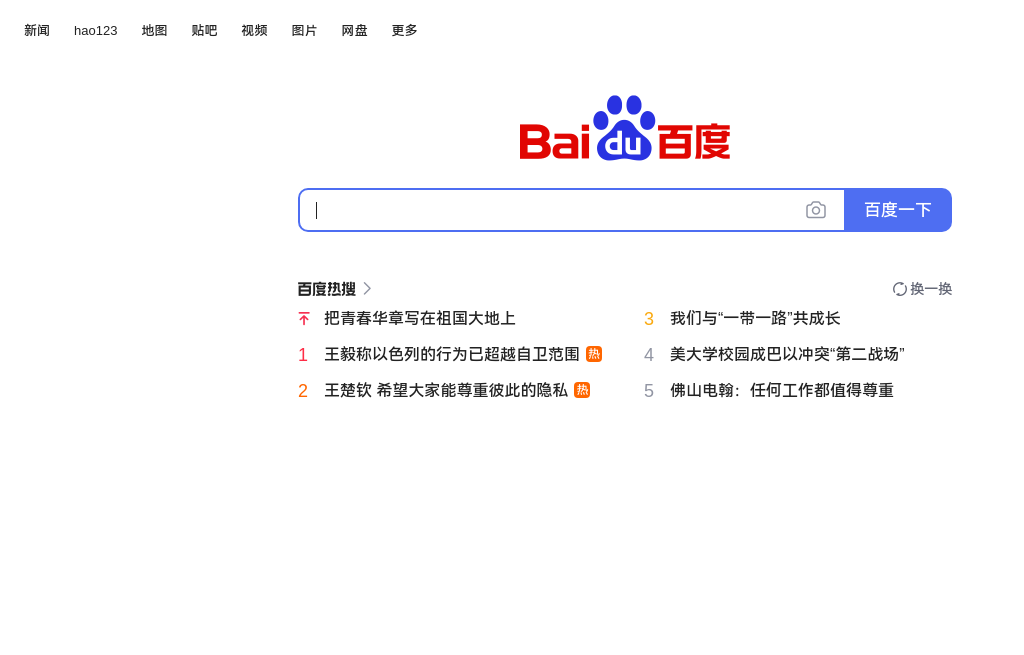 新闻 hao123 地图 贴吧 视频 图片 网盘 更多
Bai du 百度
百度一下
百度热搜
换一换
把青春华章写在祖国大地上
1 王毅称以色列的行为已超越自卫范围 热
2 王楚钦 希望大家能尊重彼此的隐私 热
3 我们与“一带一路”共成长
4 美大学校园成巴以冲突“第二战场”
5 佛山电翰：任何工作都值得尊重